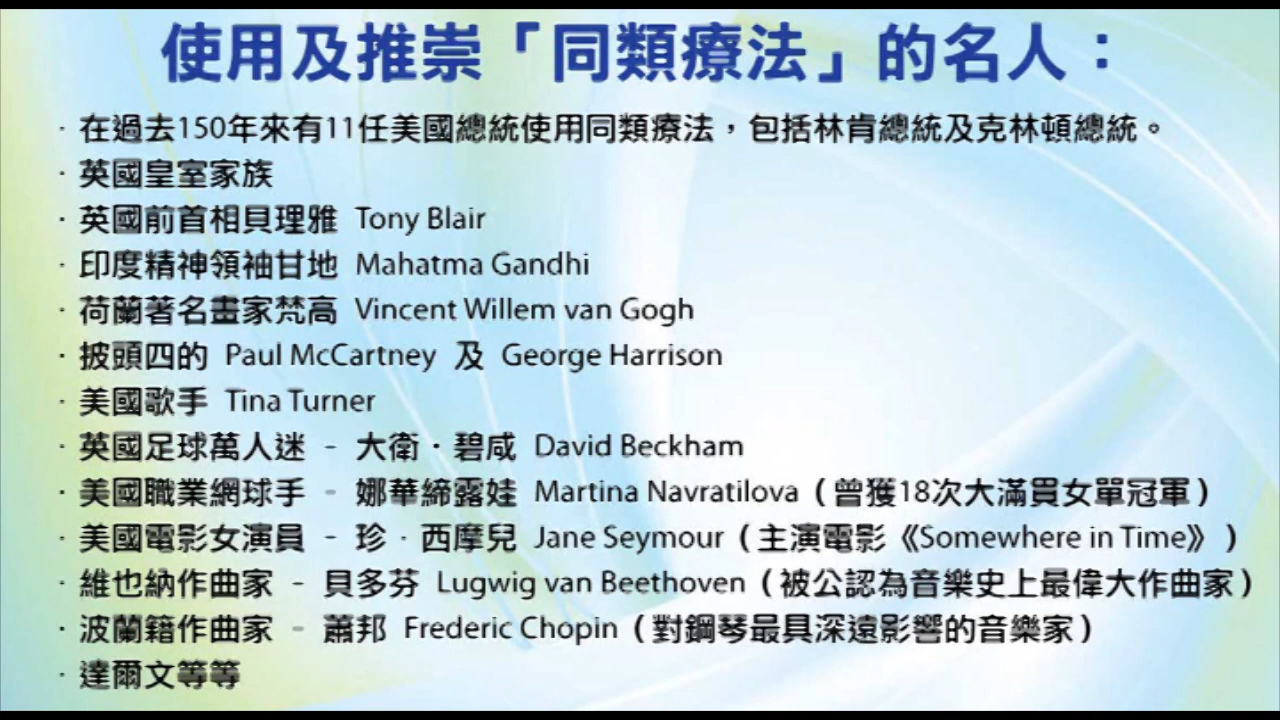 使用及推崇「同類療法」的名人：
· 在過去150年來有11任美國總統使用同類療法，包括林肯總統及克林頓總統。
· 英國皇室家族
· 英國前首相貝理雅 Tony Blair
· 印度精神領袖甘地 Mahatma Gandhi
· 荷蘭著名畫家梵高 Vincent Willem van Gogh
· 披頭四的 Paul McCartney 及 George Harrison
· 美國歌手 Tina Turner
· 英國足球萬人迷 - 大衛·碧咸 David Beckham
· 美國職業網球手 - 娜華締露娃 Martina Navratilova（曾獲18次大滿貫女單冠軍）
· 美國電影女演員 - 珍·西摩兒 Jane Seymour（主演電影《Somewhere in Time》）
· 維也納作曲家 - 貝多芬 Lugwig van Beethoven（被公認為音樂史上最偉大作曲家）
· 波蘭籍作曲家 - 蕭邦 Frederic Chopin（對鋼琴最具深遠影響的音樂家）
· 達爾文等等